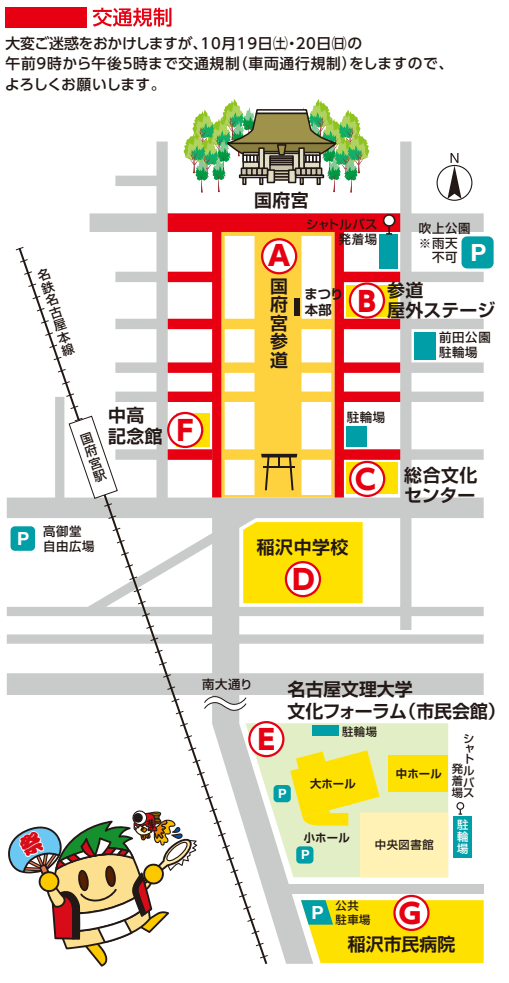 交通規制
大変ご迷惑をおかけしますが、10月19日㈯・20日㈰の
午前9時から午後5時まで交通規制（車両通行規制）をしますので、
よろしくお願いします。
国府宮
N
シャトルバス
発着場
吹上公園
※雨天
不可
P
A
国府宮参道
まつり
本部
B
参道
屋外ステージ
前田公園
駐輪場
名鉄名古屋本線
中高
記念館
F
駐輪場
国府宮駅
C
総合文化
センター
P
高御堂
自由広場
稲沢中学校
D
南大通り
名古屋文理大学
文化フォーラム（市民会館）
E
駐輪場
シャトルバス
発着場
大ホール
中ホール
P
小ホール
P
中央図書館
駐輪場
祭
P
公共
駐車場
G
稲沢市民病院